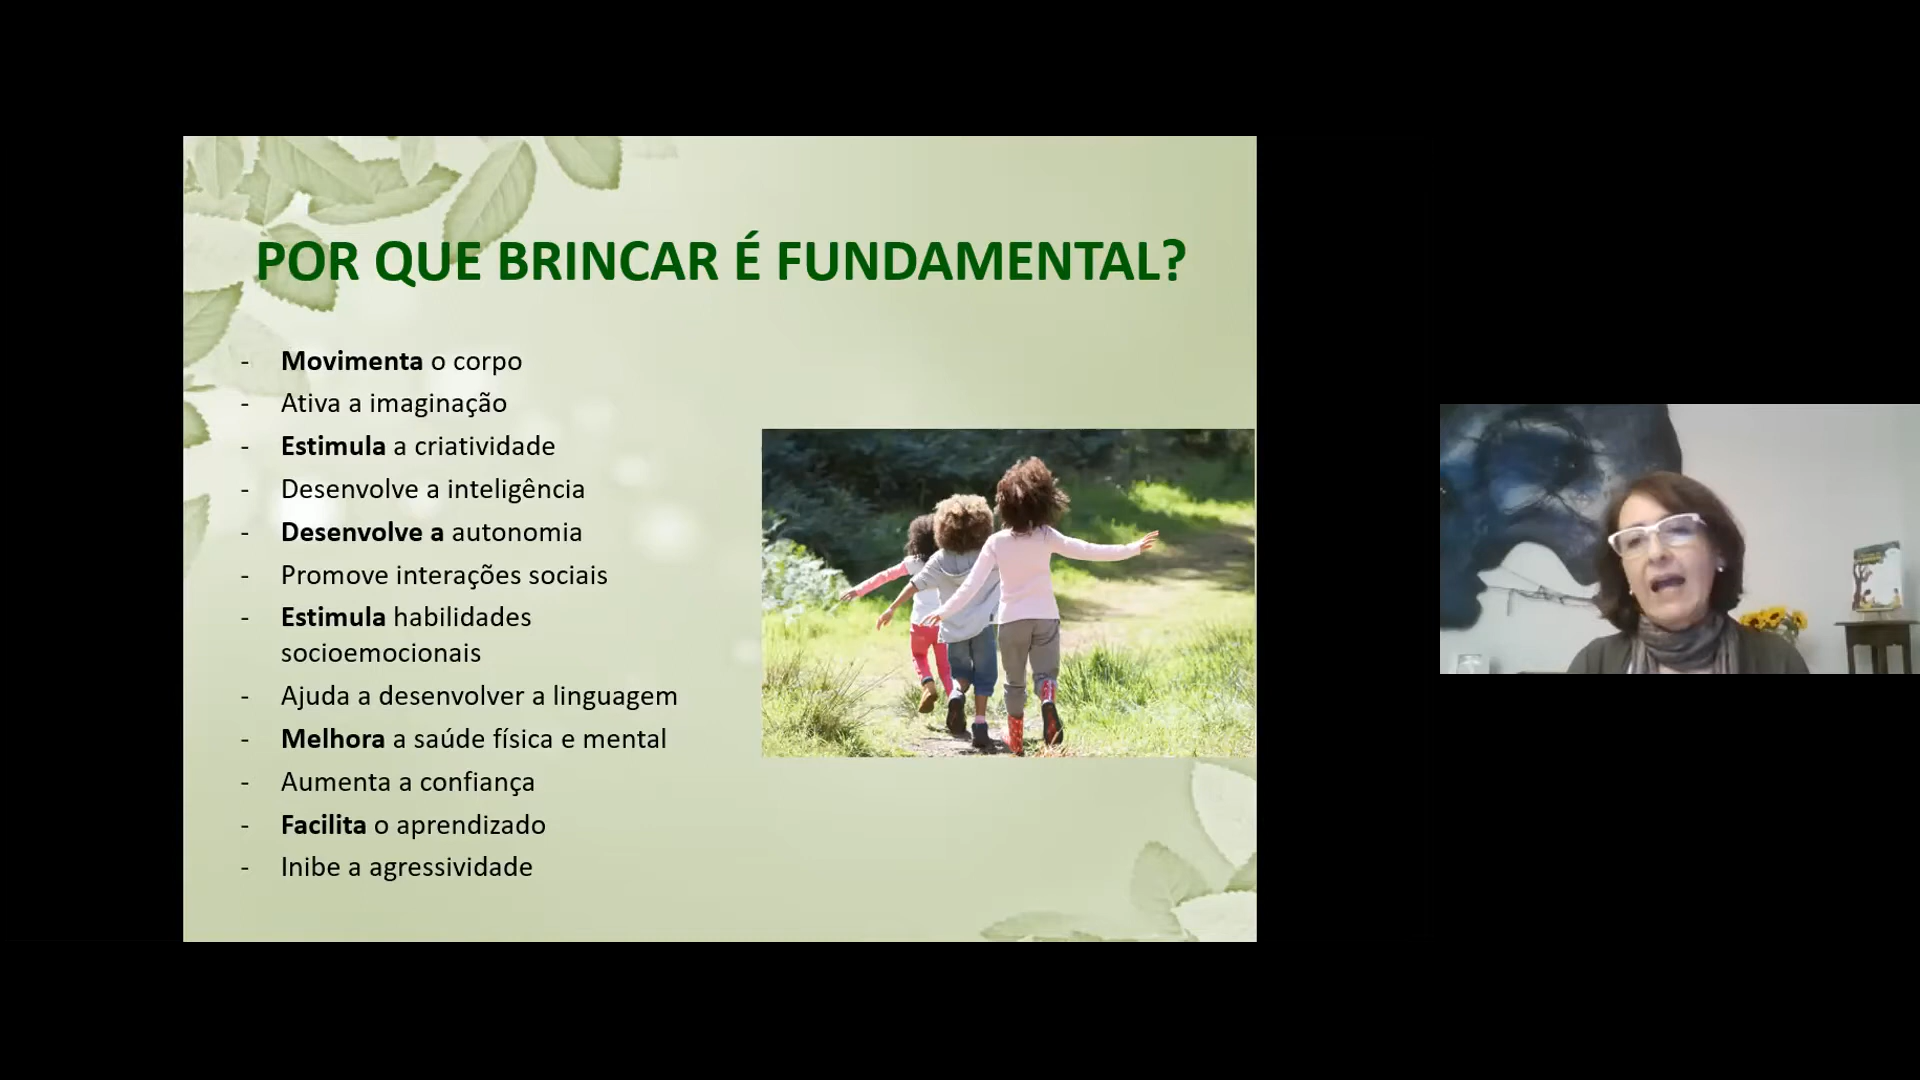 POR QUE BRINCAR É FUNDAMENTAL?
- Movimenta o corpo
- Ativa a imaginação
- Estimula a criatividade
- Desenvolve a inteligência
- Desenvolve a autonomia
- Promove interações sociais
- Estimula habilidades
socioemocionais
- Ajuda a desenvolver a linguagem
- Melhora a saúde física e mental
- Aumenta a confiança
- Facilita o aprendizado
- Inibe a agressividade